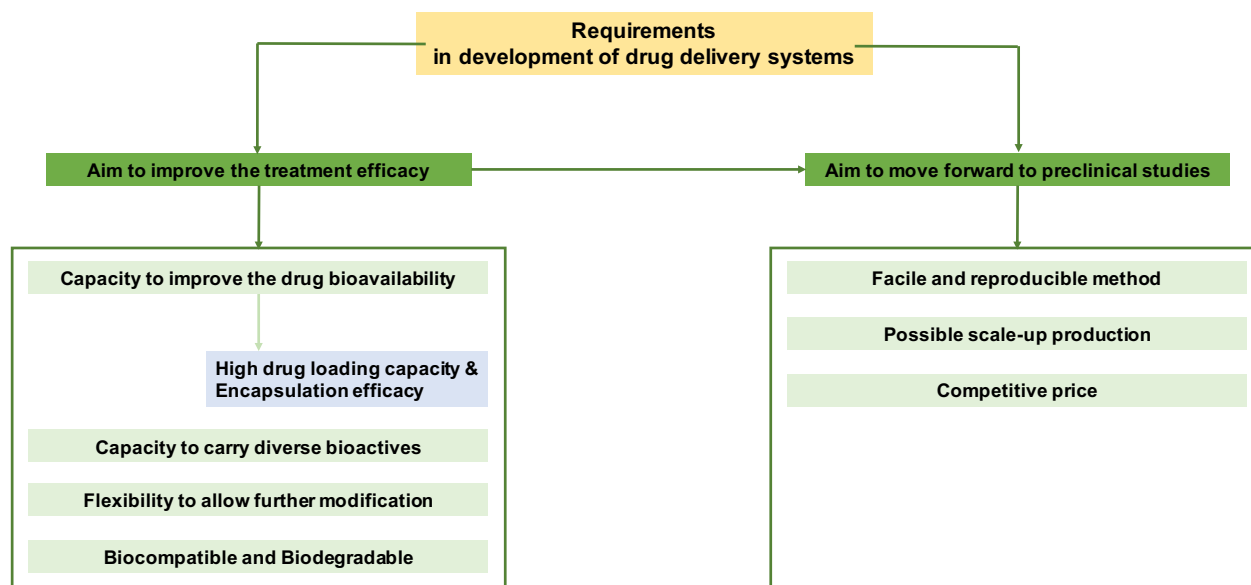 Requirements
in development of drug delivery systems
Aim to improve the treatment efficacy
Aim to move forward to preclinical studies
Capacity to improve the drug bioavailability
High drug loading capacity &
Encapsulation efficacy
Capacity to carry diverse bioactives
Flexibility to allow further modification
Biocompatible and Biodegradable
Facile and reproducible method
Possible scale-up production
Competitive price